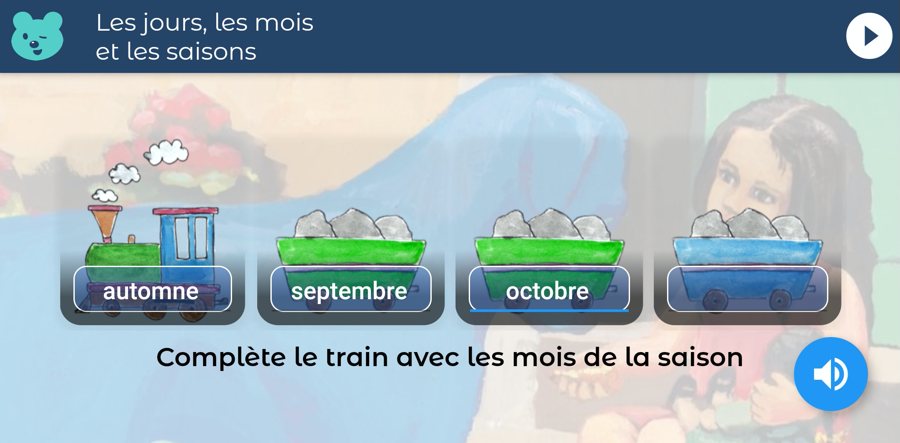 Les jours, les mois
et les saisons
automne
septembre
octobre
Complète le train avec les mois de la saison